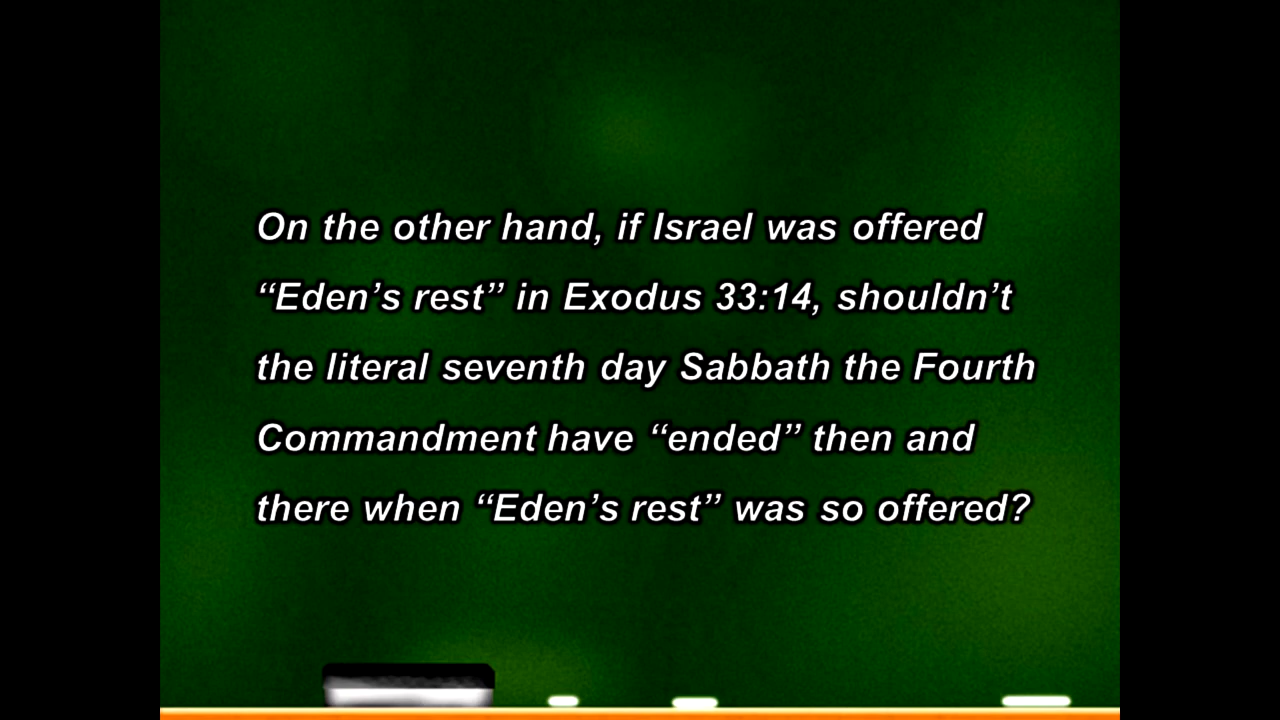 On the other hand, if Israel was offered
“Eden’s rest” in Exodus 33:14, shouldn’t
the literal seventh day Sabbath the Fourth
Commandment have “ended” then and
there when “Eden’s rest” was so offered?